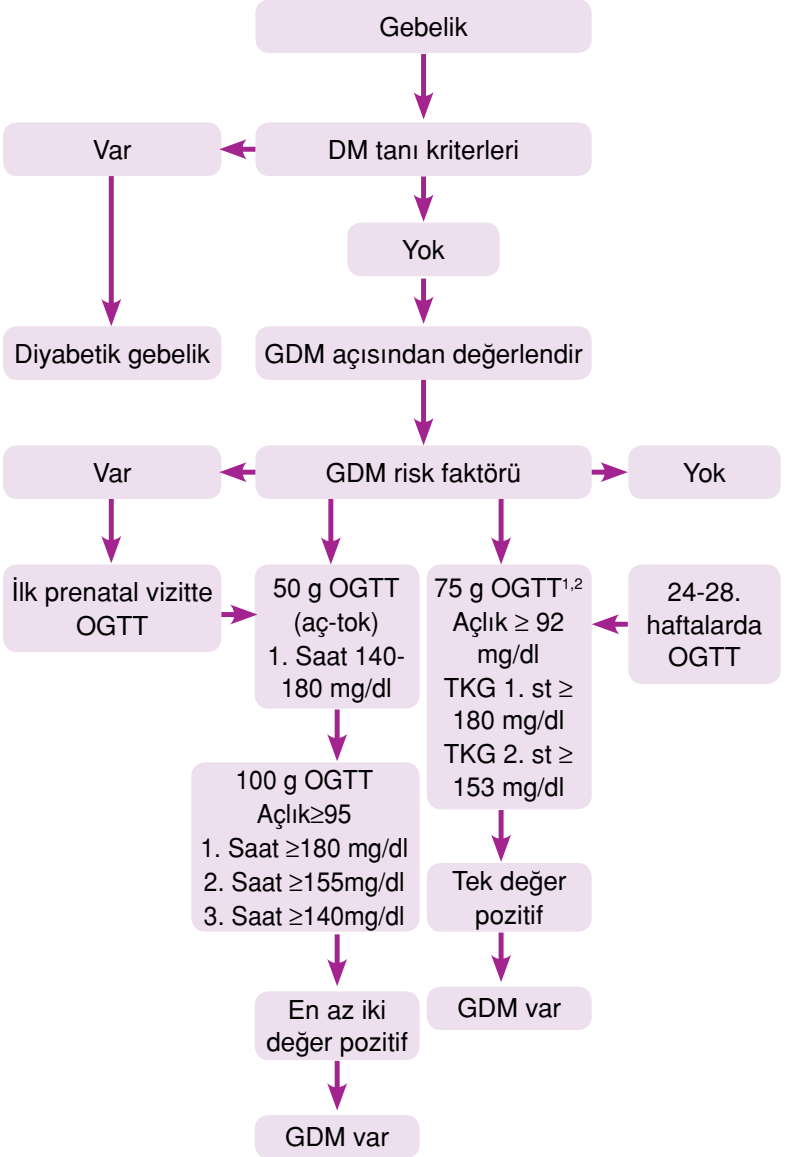 Gebelik
Var
DM tanı kriterleri
Yok
Diyabetik gebelik
GDM açısından değerlendir
Var
GDM risk faktörü
Yok
İlk prenatal vizitte
OGTT
50 g OGTT
(aç-tok)
1. Saat 140-
180 mg/dl
75 g OGTT¹,²
Açlık ≥ 92
mg/dl
TKG 1. st ≥
180 mg/dl
TKG 2. st ≥
153 mg/dl
24-28.
haftalarda
OGTT
100 g OGTT
Açlık≥95
1. Saat ≥180 mg/dl
2. Saat ≥155mg/dl
3. Saat ≥140mg/dl
Tek değer
pozitif
En az iki
değer pozitif
GDM var
GDM var